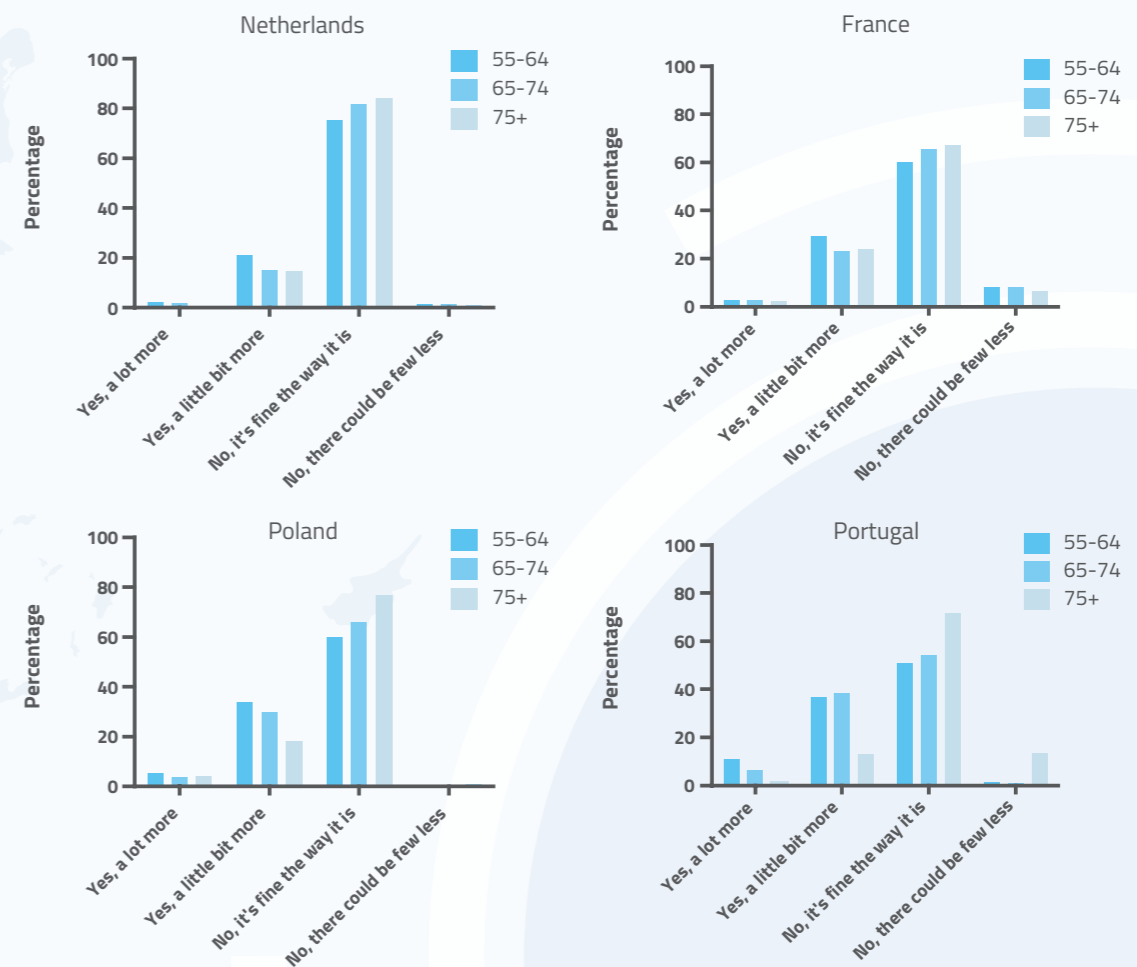 Netherlands
100
80
60
40
20
0
Percentage
55-64
65-74
75+
Yes, a lot more
Yes, a little bit more
No, it's fine the way it is
No, there could be few less
France
100
80
60
40
20
0
Percentage
55-64
65-74
75+
Yes, a lot more
Yes, a little bit more
No, it's fine the way it is
No, there could be few less
Poland
100
80
60
40
20
0
Percentage
55-64
65-74
75+
Yes, a lot more
Yes, a little bit more
No, it's fine the way it is
No, there could be few less
Portugal
100
80
60
40
20
0
Percentage
55-64
65-74
75+
Yes, a lot more
Yes, a little bit more
No, it's fine the way it is
No, there could be few less